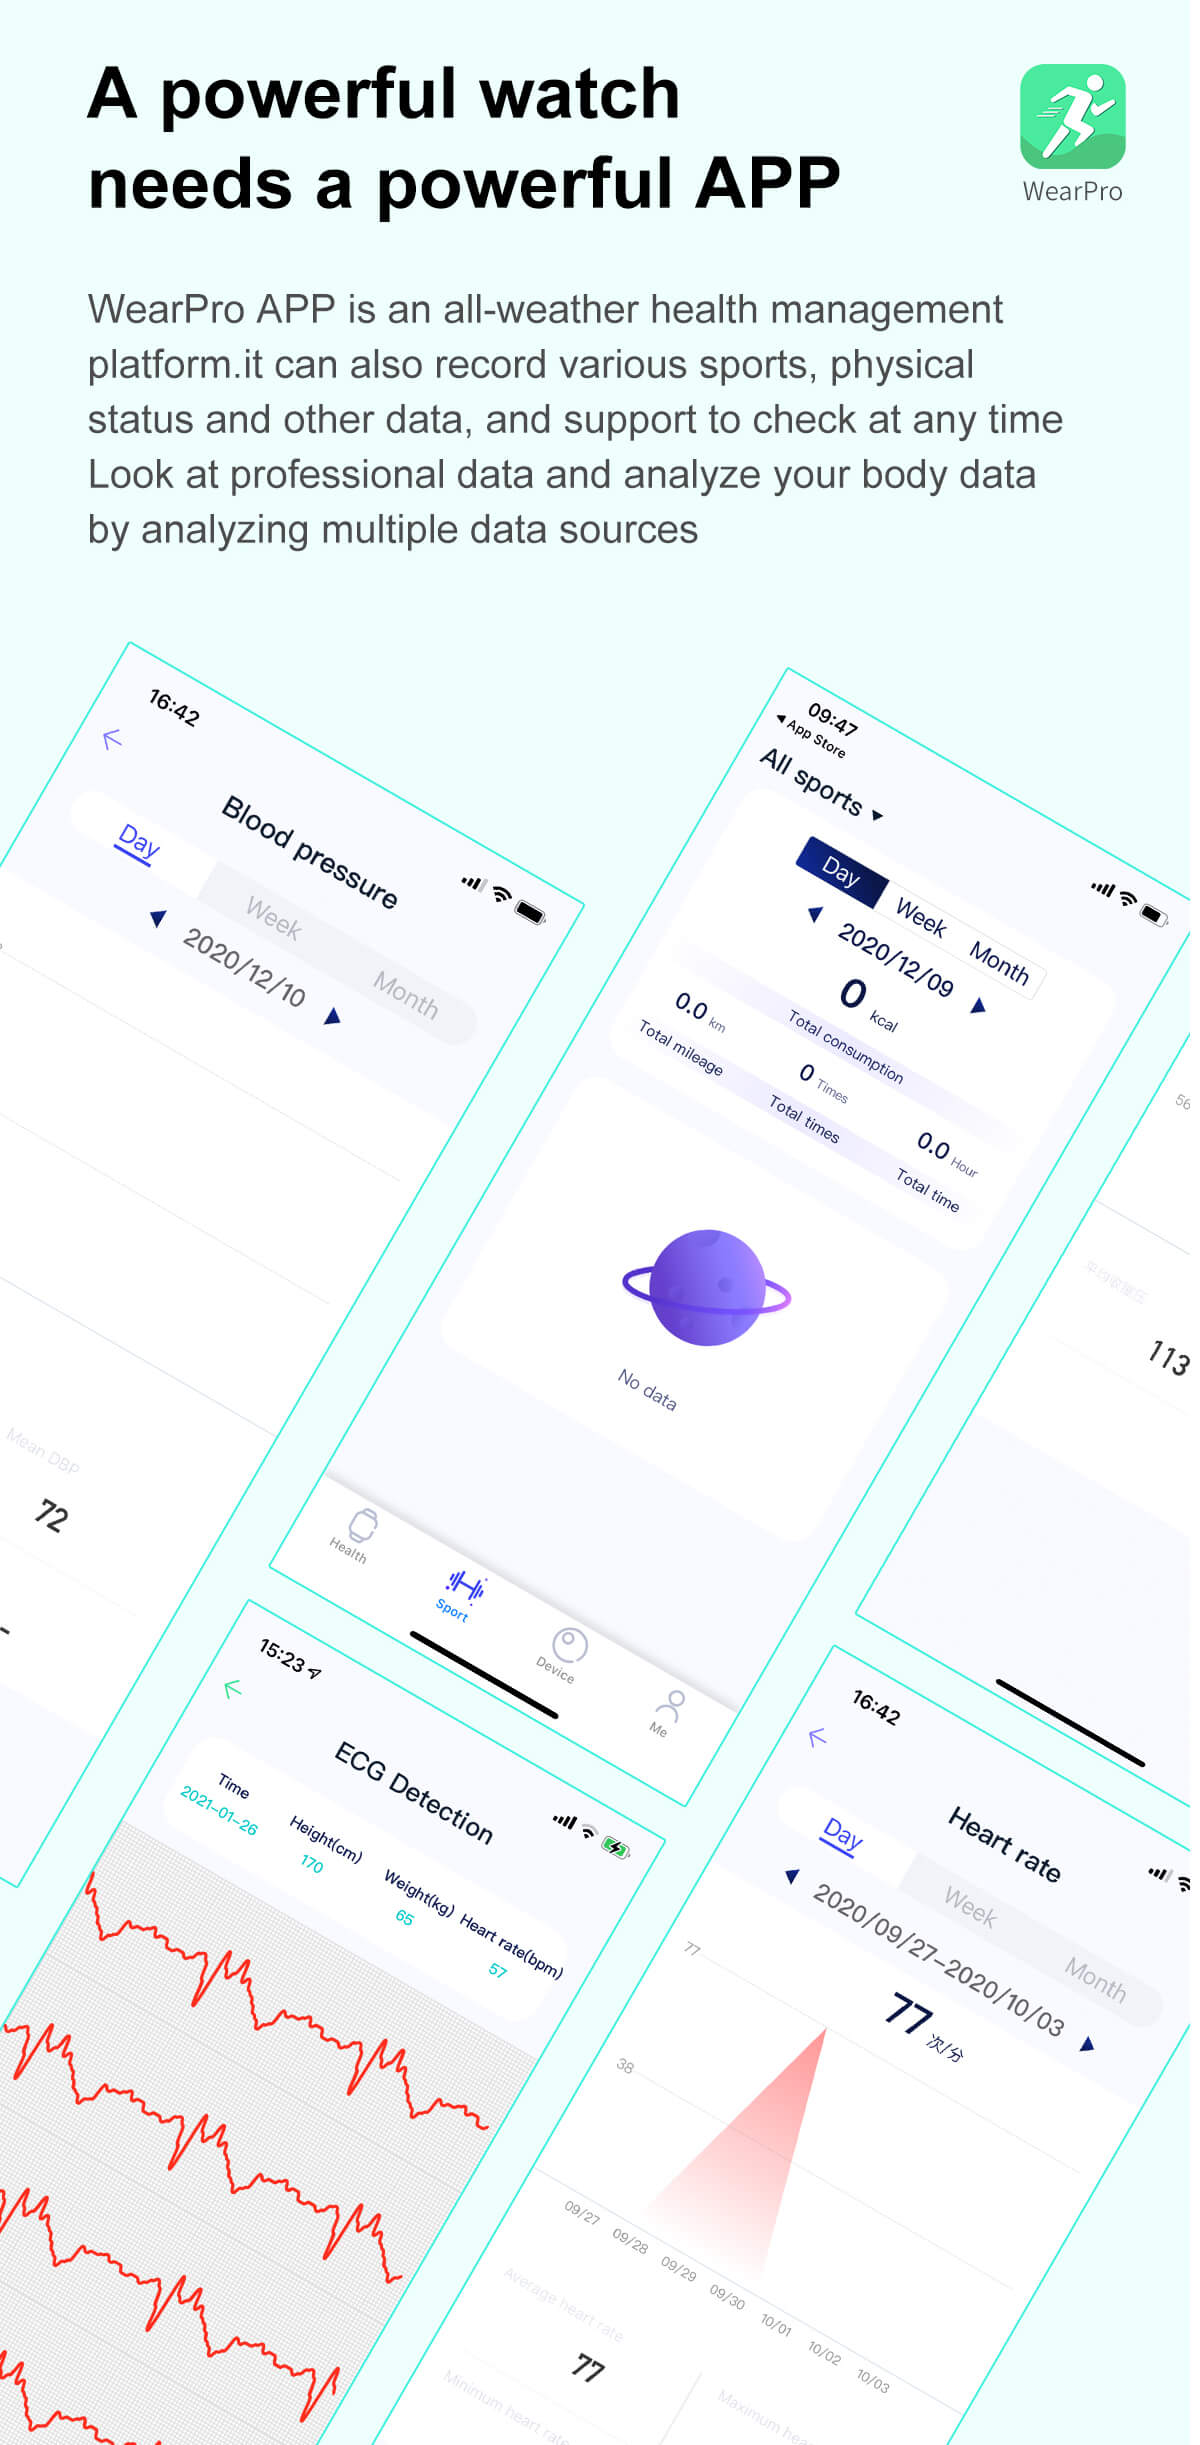 A powerful watch
needs a powerful APP
WearPro
WearPro APP is an all-weather health management
platform.it can also record various sports, physical
status and other data, and support to check at any time
Look at professional data and analyze your body data
by analyzing multiple data sources
16:42
Blood pressure
Day
Week
Month
2020/12/10
Mean DBP
72
09:47
App Store
All sports
Day
Week
Month
2020/12/09
0 kcal
Total consumption
0.0 km
Total mileage
0 Times
Total times
0.0 Hour
Total time
No data
Health
Sport
Device
Me
56
平均收缩压
113
15:23
ECG Detection
Time
2021-01-26
Height(cm)
170
Weight(kg)
65
Heart rate(bpm)
57
16:42
Heart rate
Day
Week
Month
2020/09/27-2020/10/03
77 次/分
77
38
09/27
09/28
09/29
09/30
10/01
10/02
10/03
Average heart rate
77
Minimum heart rate
Maximum hea